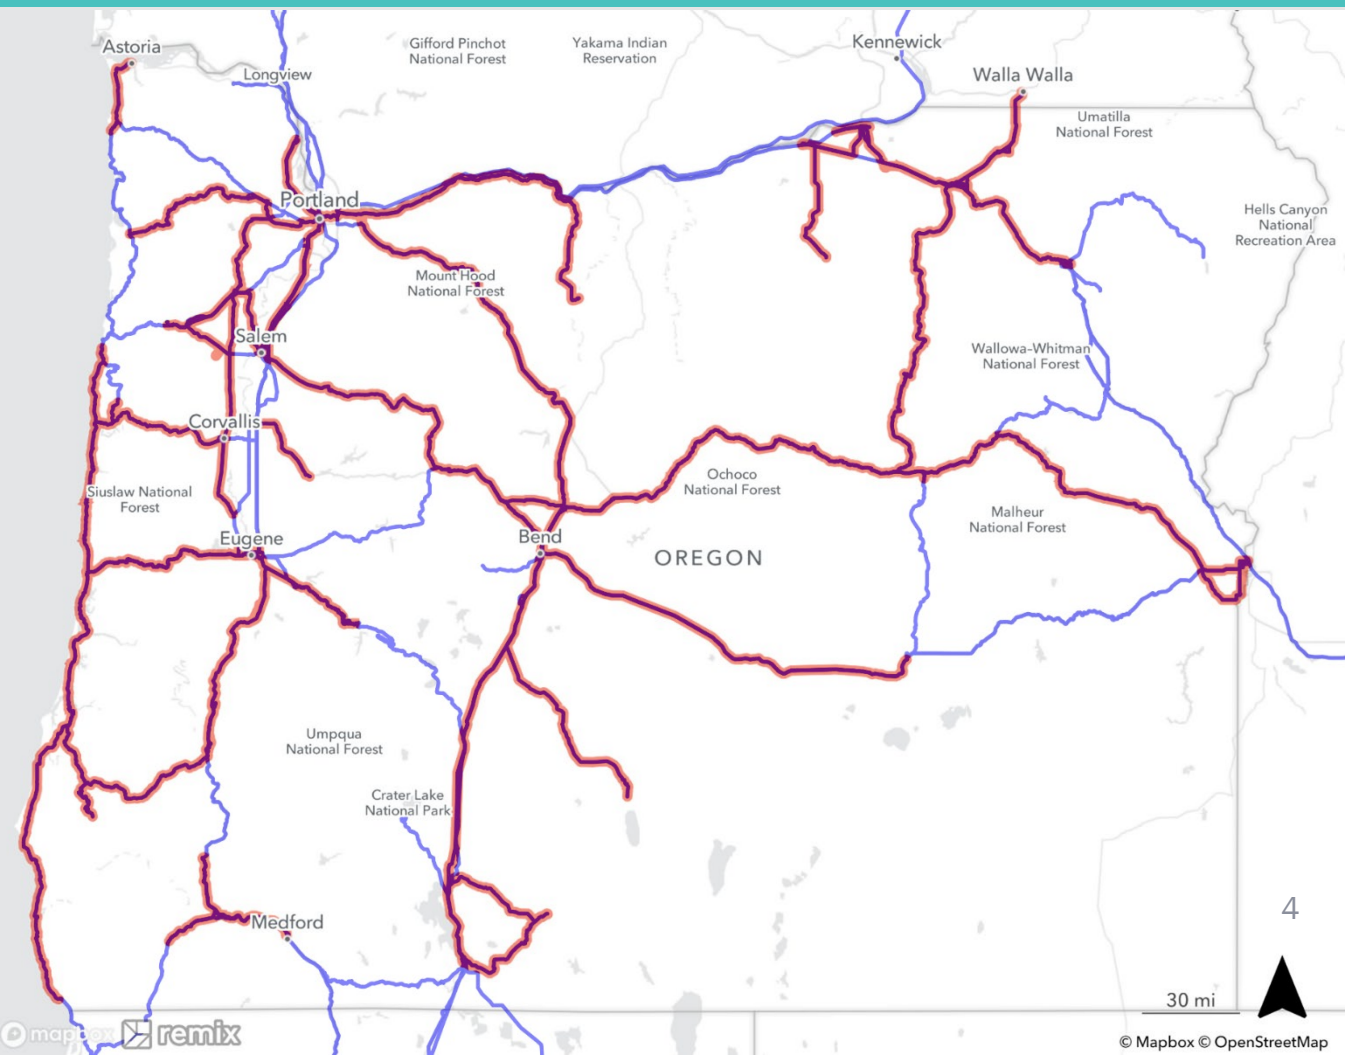 Astoria
Gifford Pinchot
National Forest
Yakama Indian
Reservation
Kennewick
Longview
Walla Walla
Umatilla
National Forest
Portland
Hells Canyon
National
Recreation Area
Mount Hood
National Forest
Salem
Wallowa-Whitman
National Forest
Corvallis
Ochoco
National Forest
Siuslaw National
Forest
Malheur
National Forest
Eugene
Bend
OREGON
Umpqua
National Forest
Crater Lake
National Park
4
Medford
30 mi
mapbox
remix
© Mapbox © OpenStreetMap